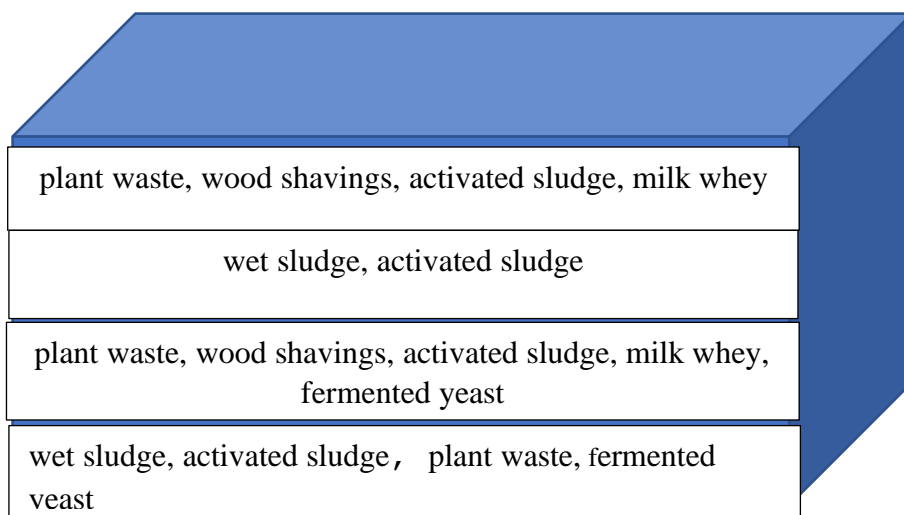 plant waste, wood shavings, activated sludge, milk whey
wet sludge, activated sludge
plant waste, wood shavings, activated sludge, milk whey,
fermented yeast
wet sludge, activated sludge, plant waste, fermented
yeast